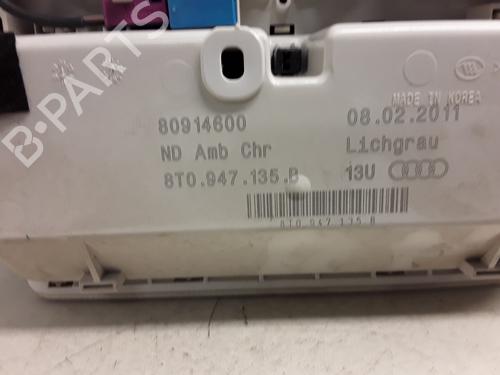 B-PARTS
MADE IN KOREA
80914600 08.02.2011
ND Amb Chr Lichgrau
8T0.947.135.B 13U
8T0 947 135 B